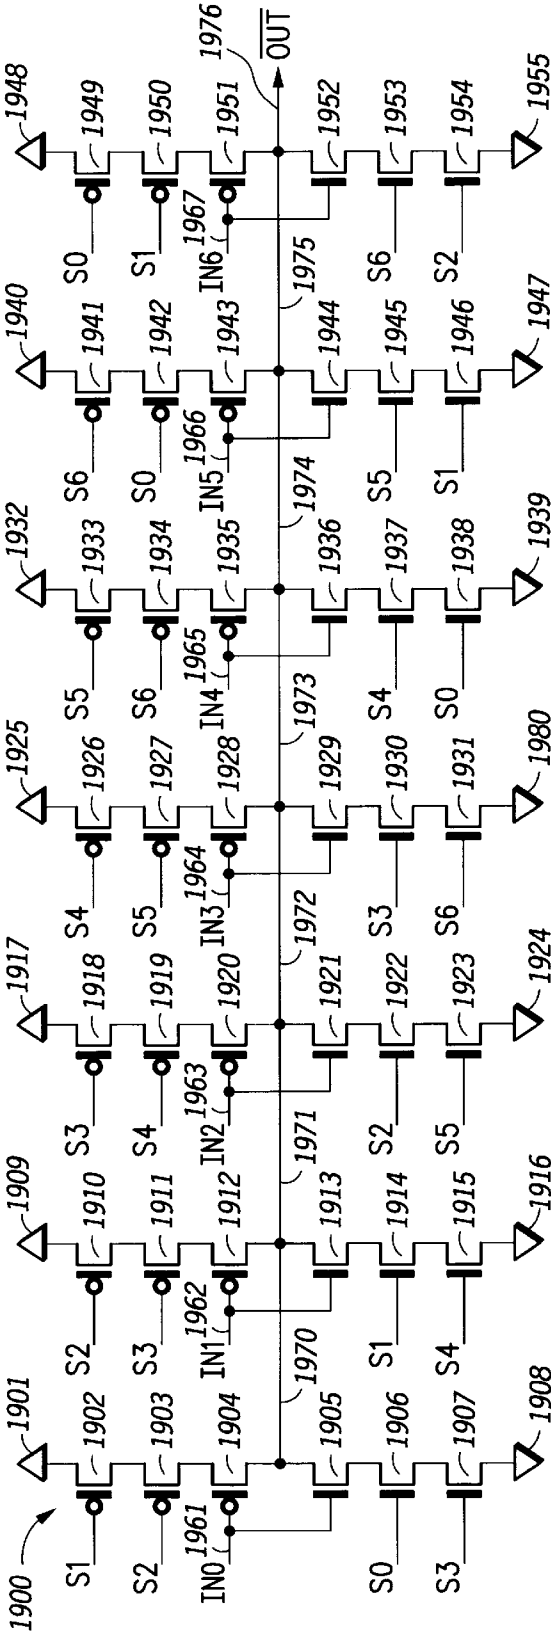 1900
1901
S1 1902
S2 1903
IN0 1961 1904
1970
1905
S0 1906
S3 1907
1908
1909
S2 1910
S3 1911
IN1 1962 1912
1971
1913
S1 1914
S4 1915
1916
1917
S3 1918
S4 1919
IN2 1963 1920
1972
1921
S2 1922
S5 1923
1924
1925
S4 1926
S5 1927
IN3 1964 1928
1973
1929
S3 1930
S6 1931
1980
1932
S5 1933
S6 1934
IN4 1965 1935
1974
1936
S4 1937
S0 1938
1939
1940
S6 1941
S0 1942
IN5 1966 1943
1975
1944
S5 1945
S1 1946
1947
1948
S0 1949
S1 1950
IN6 1967 1951
1976
OUT
1952
S6 1953
S2 1954
1955